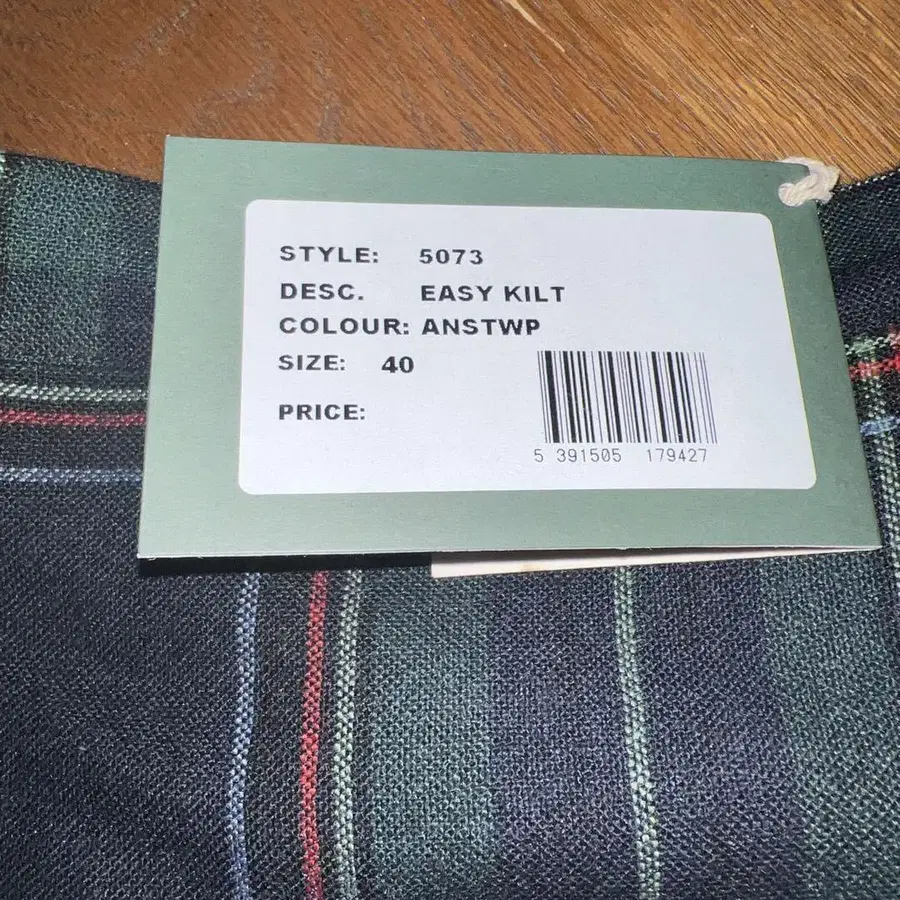 STYLE: 5073
DESC. EASY KILT
COLOUR: ANSTWP
SIZE: 40
PRICE:
5 391505 179427